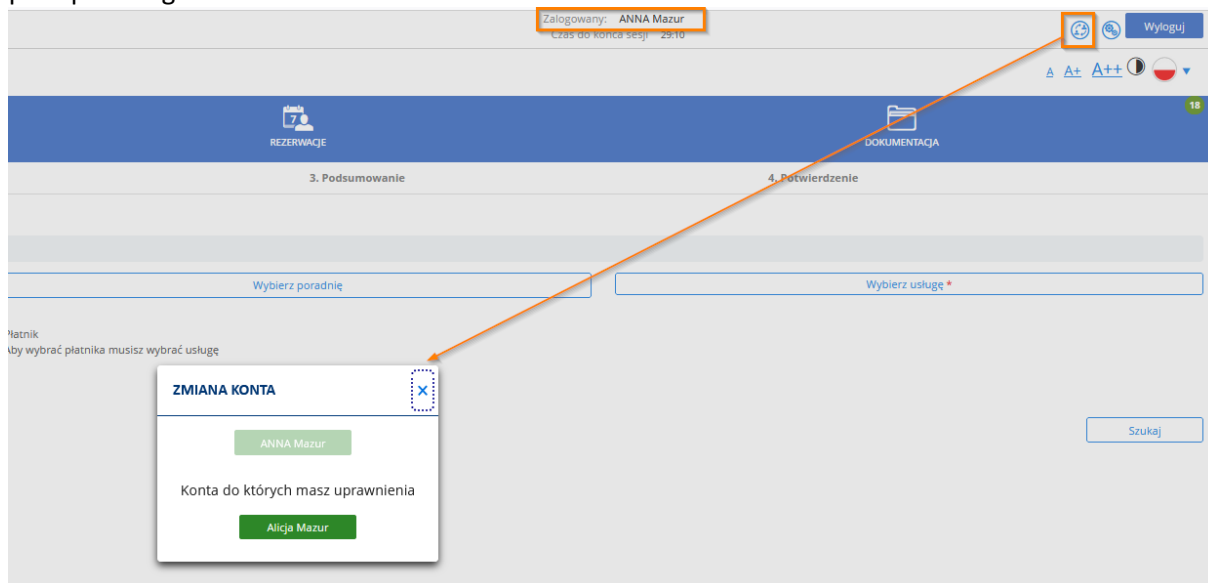 Zalogowany: ANNA Mazur
Czas do końca sesji 29:10
Wyloguj
A A+ A++
7
REZERWACJE
DOKUMENTACJA
18
3. Podsumowanie
4. Potwierdzenie
Wybierz poradnię
Wybierz usługę *
Płatnik
Aby wybrać płatnika musisz wybrać usługę
ZMIANA KONTA
ANNA Mazur
Konta do których masz uprawnienia
Alicja Mazur
Szukaj